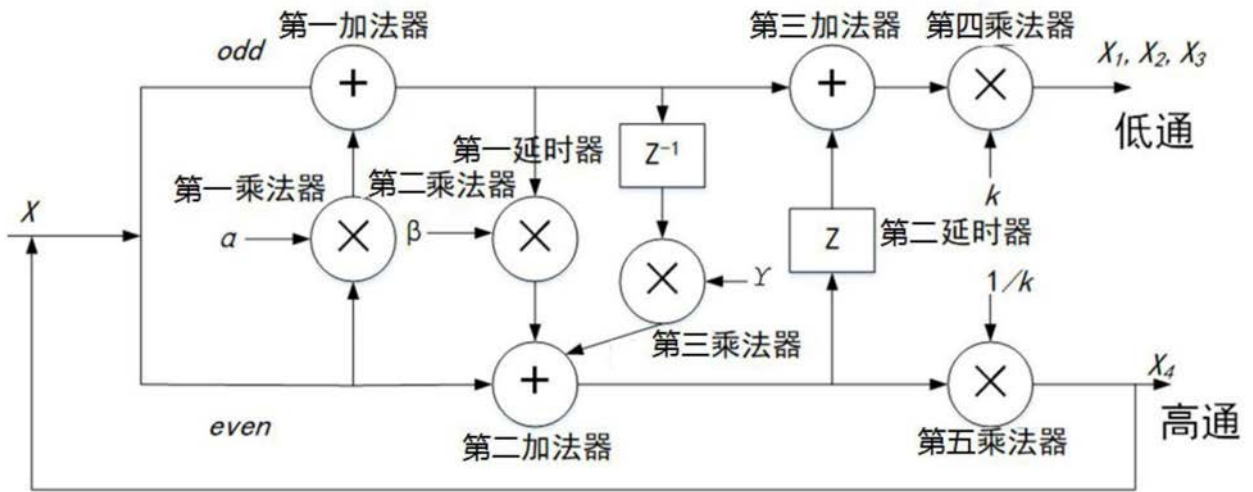 第一加法器
第三加法器
第四乘法器
odd
+
+
×
X₁, X₂, X₃
低通
第一延时器
Z⁻¹
第一乘法器
第二乘法器
k
X
α
×
β
×
Z
第二延时器
×
γ
1/k
第三乘法器
+
×
X₄
高通
even
第二加法器
第五乘法器